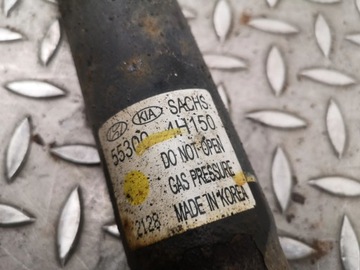 KIA SACHS
55300 4H150
DO NOT OPEN
GAS PRESSURE
2128 MADE IN KOREA